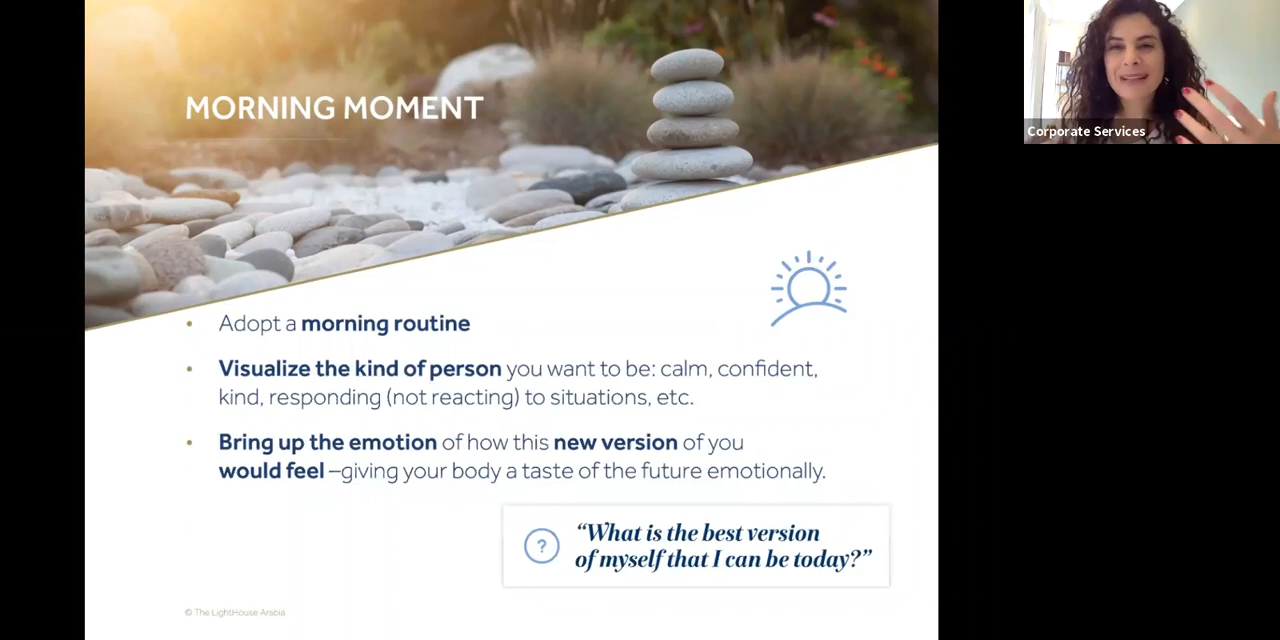 MORNING MOMENT
Corporate Services
• Adopt a morning routine
• Visualize the kind of person you want to be: calm, confident,
kind, responding (not reacting) to situations, etc.
• Bring up the emotion of how this new version of you
would feel –giving your body a taste of the future emotionally.
?
“What is the best version
of myself that I can be today?”
© The LightHouse Arabia